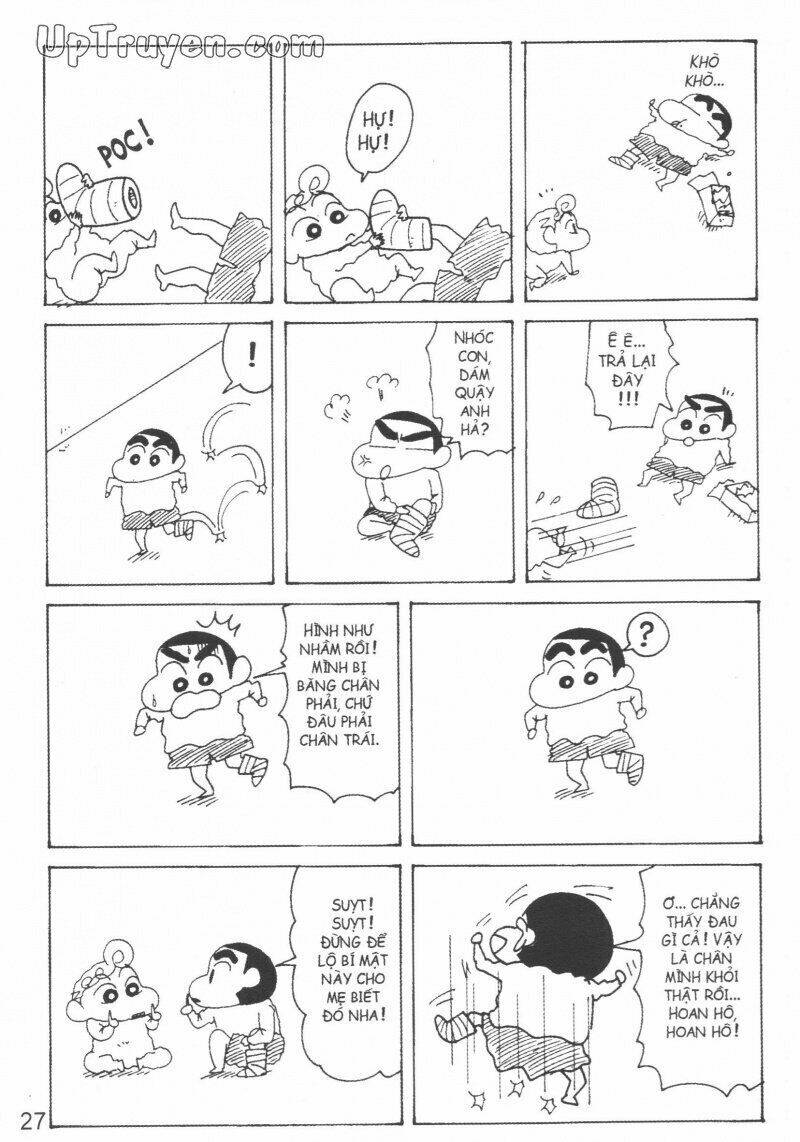 UpTruyen.com
KHÒ
KHÒ...
HỰ!
HỰ!
POC!
Ê Ê...
TRẢ LẠI
ĐÂY
!!!
NHÓC
CON,
DÁM
QUẬY
ANH
HẢ?
!
?
HÌNH NHƯ
NHẦM RỒI!
MÌNH BỊ
BĂNG CHÂN
PHẢI, CHỨ
ĐÂU PHẢI
CHÂN TRÁI.
Ơ... CHẲNG
THẤY ĐAU
GÌ CẢ! VẬY
LÀ CHÂN
MÌNH KHỎI
THẬT RỒI...
HOAN HÔ,
HOAN HÔ!
SUỴT!
SUỴT!
ĐỪNG ĐỂ
LỘ BÍ MẬT
NÀY CHO
MẸ BIẾT
ĐÓ NHA!
27